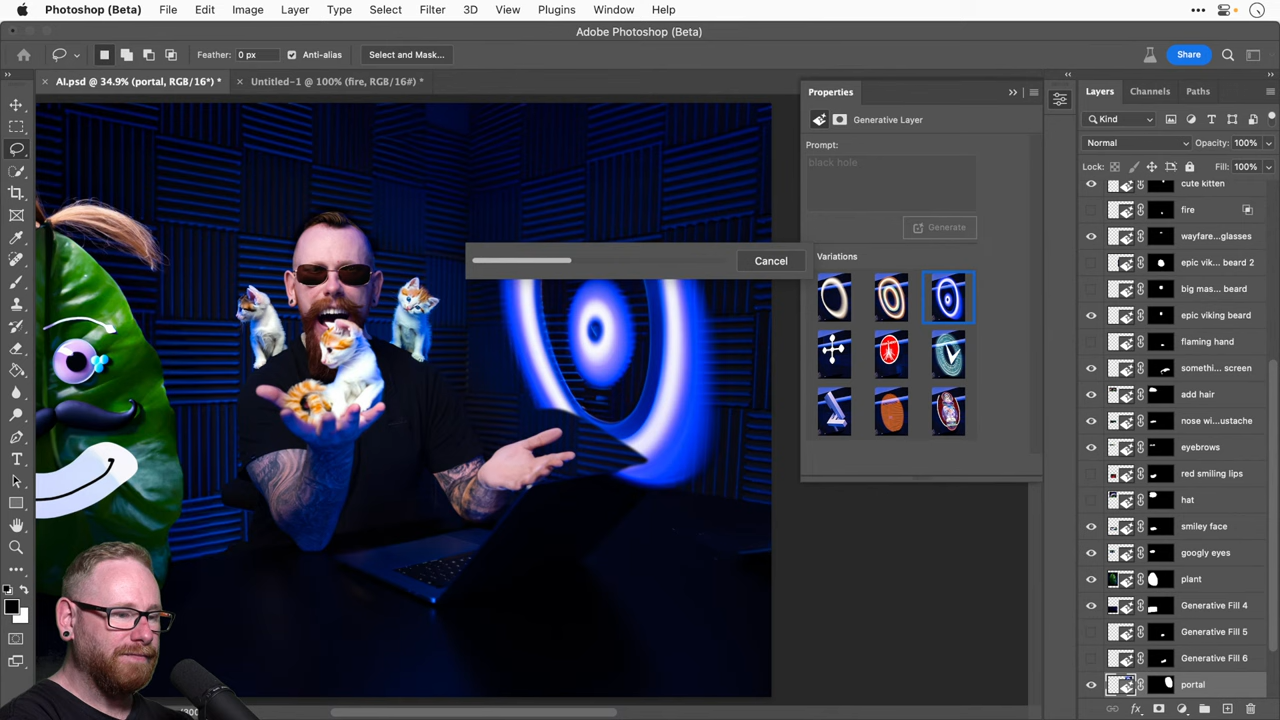 Photoshop (Beta) File Edit Image Layer Type Select Filter 3D View Plugins Window Help
Adobe Photoshop (Beta)
Feather: 0 px Anti-alias Select and Mask... Share
AI.psd @ 34.9% (portal, RGB/16*) * Untitled-1 @ 100% (fire, RGB/16#) *
Properties
Generative Layer
Prompt:
black hole
Generate
Variations
Cancel
Layers Channels Paths
Kind
Normal Opacity: 100%
Lock: Fill: 100%
cute kitten
fire
wayfare...glasses
epic vik... beard 2
big mas... beard
epic viking beard
flaming hand
somethi... screen
add hair
nose wi...ustache
eyebrows
red smiling lips
hat
smiley face
googly eyes
plant
Generative Fill 4
Generative Fill 5
Generative Fill 6
portal